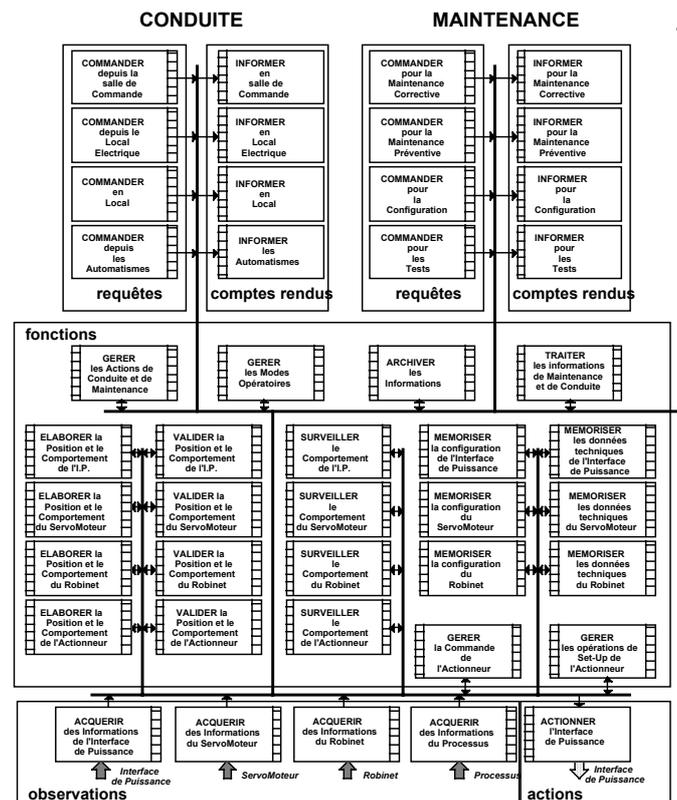 CONDUITE
MAINTENANCE
COMMANDER
depuis la
salle de
Commande
INFORMER
en
salle de
Commande
COMMANDER
pour la
Maintenance
Corrective
INFORMER
pour la
Maintenance
Corrective
COMMANDER
depuis le
Local
Electrique
INFORMER
en
Local
Electrique
COMMANDER
pour la
Maintenance
Préventive
INFORMER
pour la
Maintenance
Préventive
COMMANDER
en
Local
INFORMER
en
Local
COMMANDER
pour
la
Configuration
INFORMER
pour
la
Configuration
COMMANDER
depuis
les
Automatismes
INFORMER
les
Automatismes
COMMANDER
pour
les
Tests
INFORMER
pour
les
Tests
requêtes
comptes rendus
requêtes
comptes rendus
fonctions
GERER
les Actions de
Conduite et de
Maintenance
GERER
les Modes
Opératoires
ARCHIVER
les
Informations
TRAITER
les informations
de Maintenance
et de Conduite
ELABORER la
Position et le
Comportement
de l'I.P.
VALIDER la
Position et le
Comportement
de l'I.P.
SURVEILLER
le
Comportement
de l'I.P.
MEMORISER
la configuration
de l'Interface
de Puissance
MEMORISER
les données
techniques
de l'Interface
de Puissance
ELABORER la
Position et le
Comportement
du ServoMoteur
VALIDER la
Position et le
Comportement
du ServoMoteur
SURVEILLER
le
Comportement
du ServoMoteur
MEMORISER
la configuration
du
ServoMoteur
MEMORISER
les données
techniques
du ServoMoteur
ELABORER la
Position et le
Comportement
du Robinet
VALIDER la
Position et le
Comportement
du Robinet
SURVEILLER
le
Comportement
du Robinet
MEMORISER
la configuration
du
Robinet
MEMORISER
les données
techniques
du Robinet
ELABORER la
Position et le
Comportement
de l'Actionneur
VALIDER la
Position et le
Comportement
de l'Actionneur
SURVEILLER
le
Comportement
de l'Actionneur
GERER
la Commande
de
l'Actionneur
GERER
les opérations de
Set-Up de
l'Actionneur
ACQUERIR
des Informations
de l'Interface
de Puissance
ACQUERIR
des Informations
du ServoMoteur
ACQUERIR
des Informations
du Robinet
ACQUERIR
des Informations
du Processus
ACTIONNER
l'Interface
de Puissance
Interface
de Puissance
ServoMoteur
Robinet
Processus
Interface
de Puissance
observations
actions